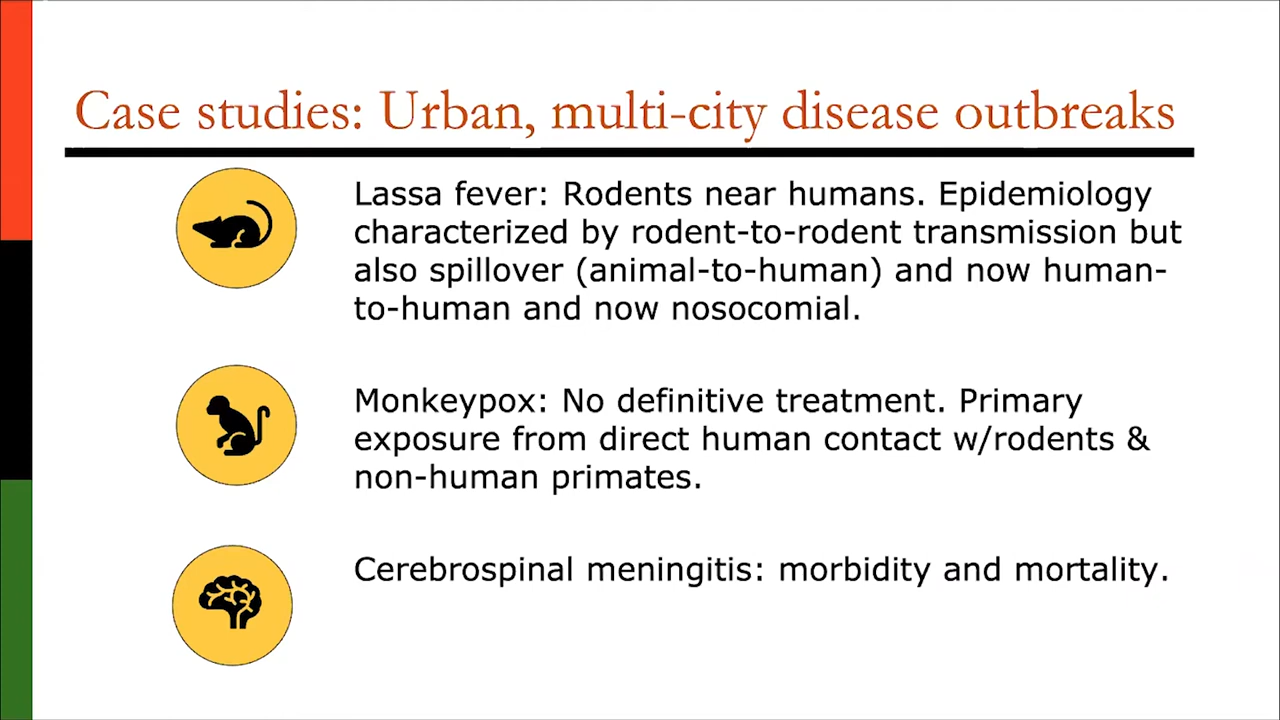 Case studies: Urban, multi-city disease outbreaks
Lassa fever: Rodents near humans. Epidemiology
characterized by rodent-to-rodent transmission but
also spillover (animal-to-human) and now human-
to-human and now nosocomial.
Monkeypox: No definitive treatment. Primary
exposure from direct human contact w/rodents &
non-human primates.
Cerebrospinal meningitis: morbidity and mortality.